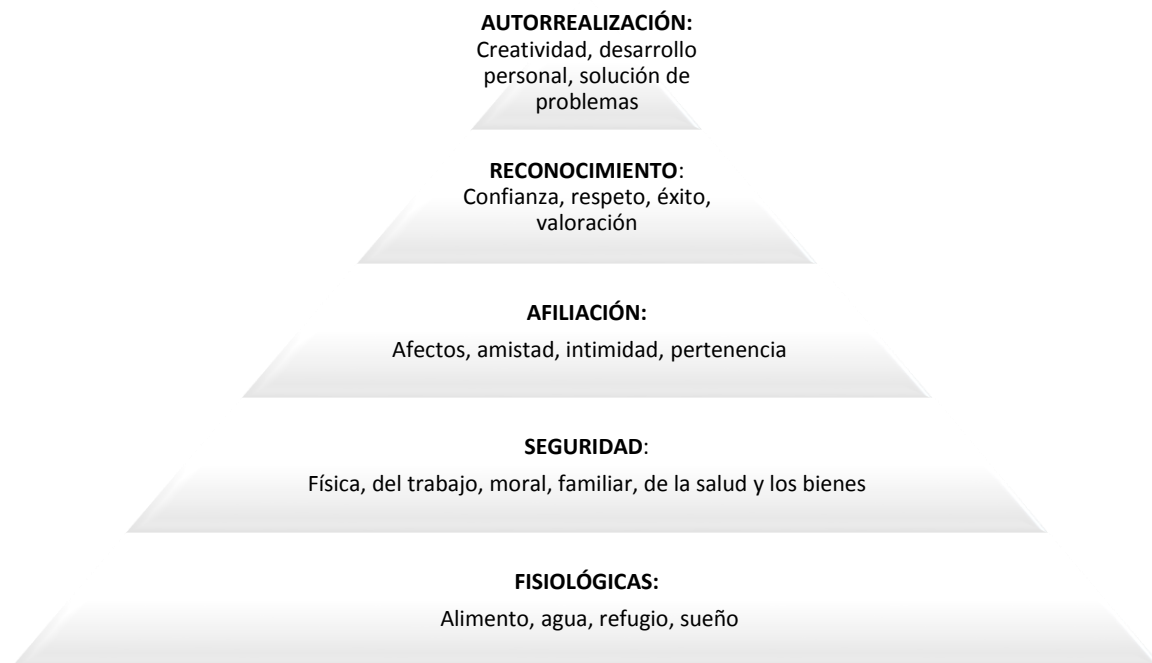 AUTORREALIZACIÓN:
Creatividad, desarrollo
personal, solución de
problemas
RECONOCIMIENTO:
Confianza, respeto, éxito,
valoración
AFILIACIÓN:
Afectos, amistad, intimidad, pertenencia
SEGURIDAD:
Física, del trabajo, moral, familiar, de la salud y los bienes
FISIOLÓGICAS:
Alimento, agua, refugio, sueño